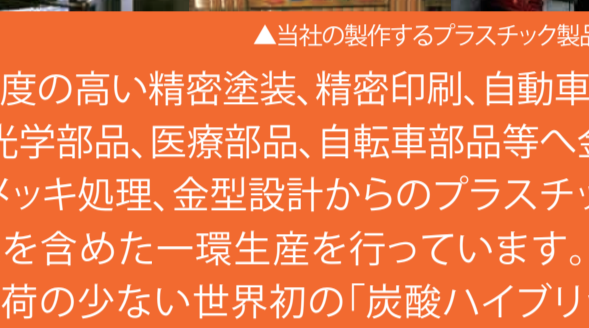 ▲当社の製作するプラスチック製品
度の高い精密塗装、精密印刷、自動車
光学部品、医療部品、自転車部品等へ金
メッキ処理、金型設計からのプラスチッ
を含めた一環生産を行っています。
荷の少ない世界初の「炭酸ハイブリッ